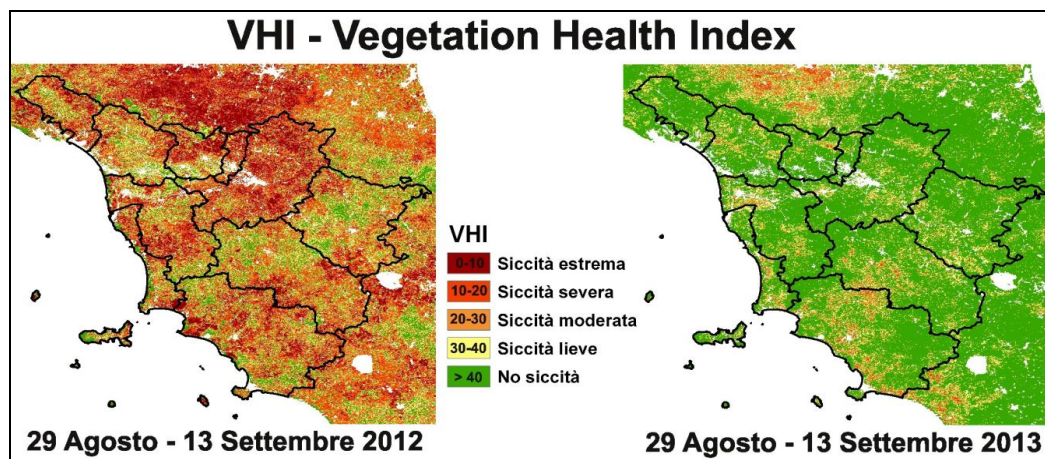 VHI - Vegetation Health Index
VHI
0-10 Siccità estrema
10-20 Siccità severa
20-30 Siccità moderata
30-40 Siccità lieve
> 40 No siccità
29 Agosto - 13 Settembre 2012
29 Agosto - 13 Settembre 2013